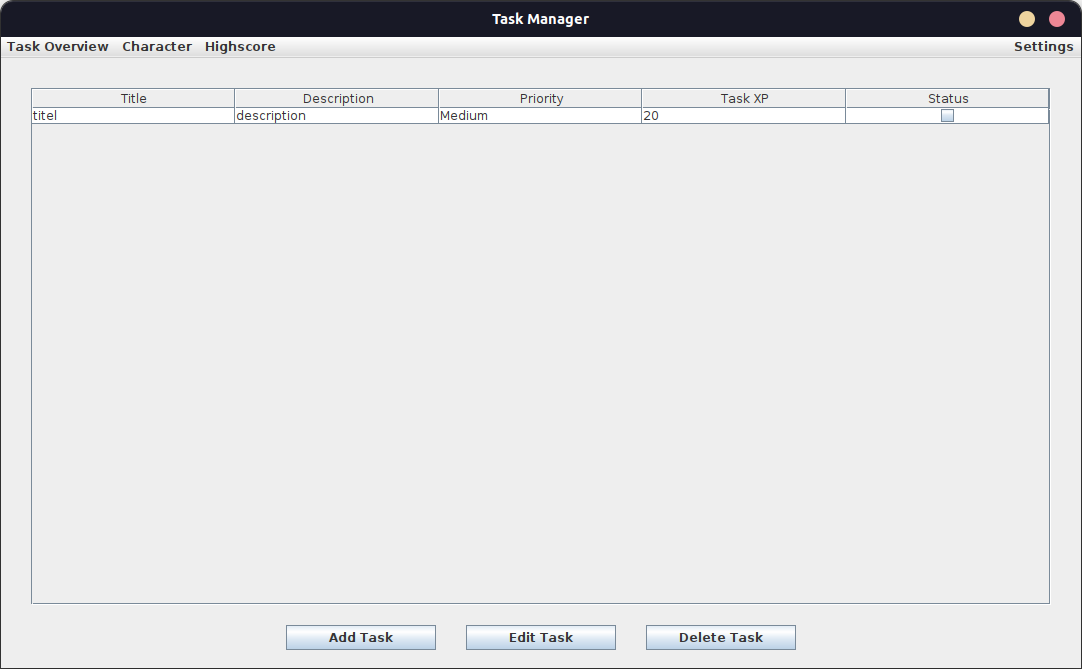 Task Manager
Task Overview Character Highscore Settings
Title Description Priority Task XP Status
titel description Medium 20
Add Task Edit Task Delete Task